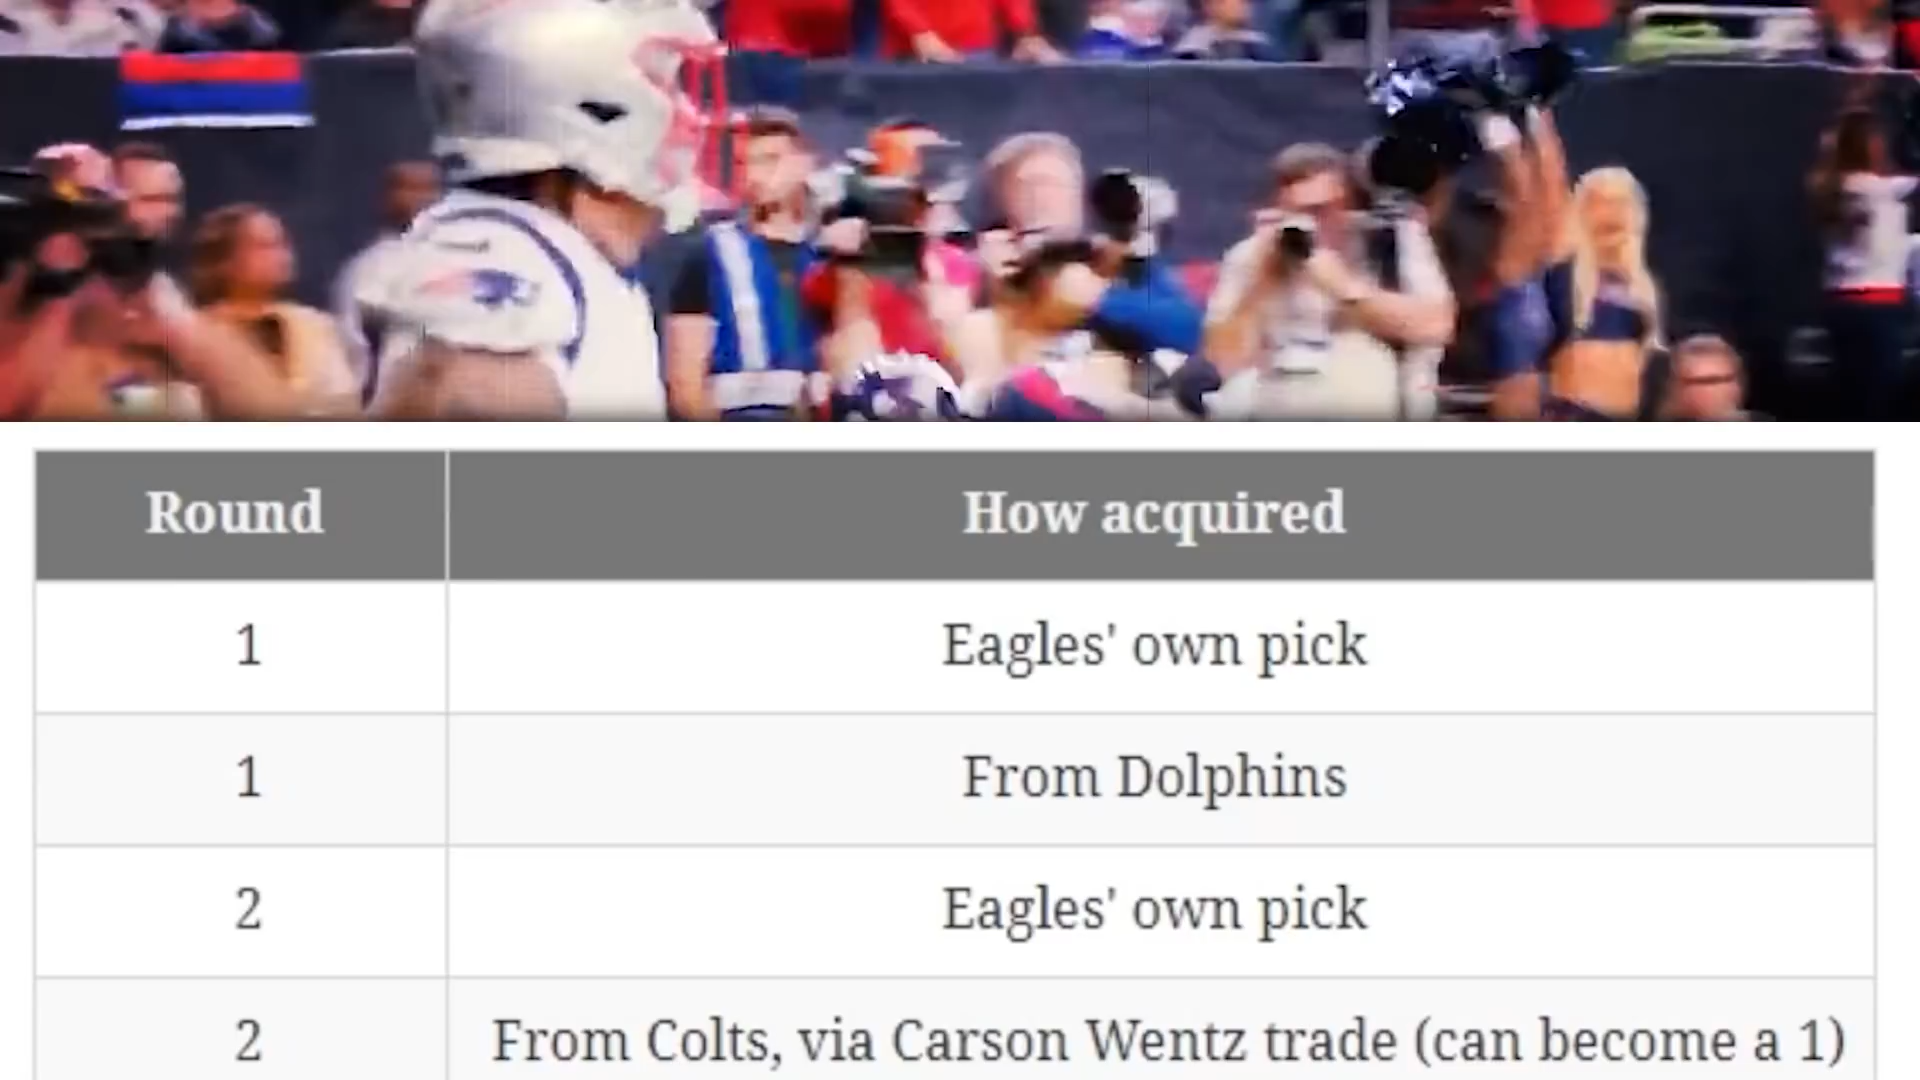 Round How acquired
1 Eagles' own pick
1 From Dolphins
2 Eagles' own pick
2 From Colts, via Carson Wentz trade (can become a 1)